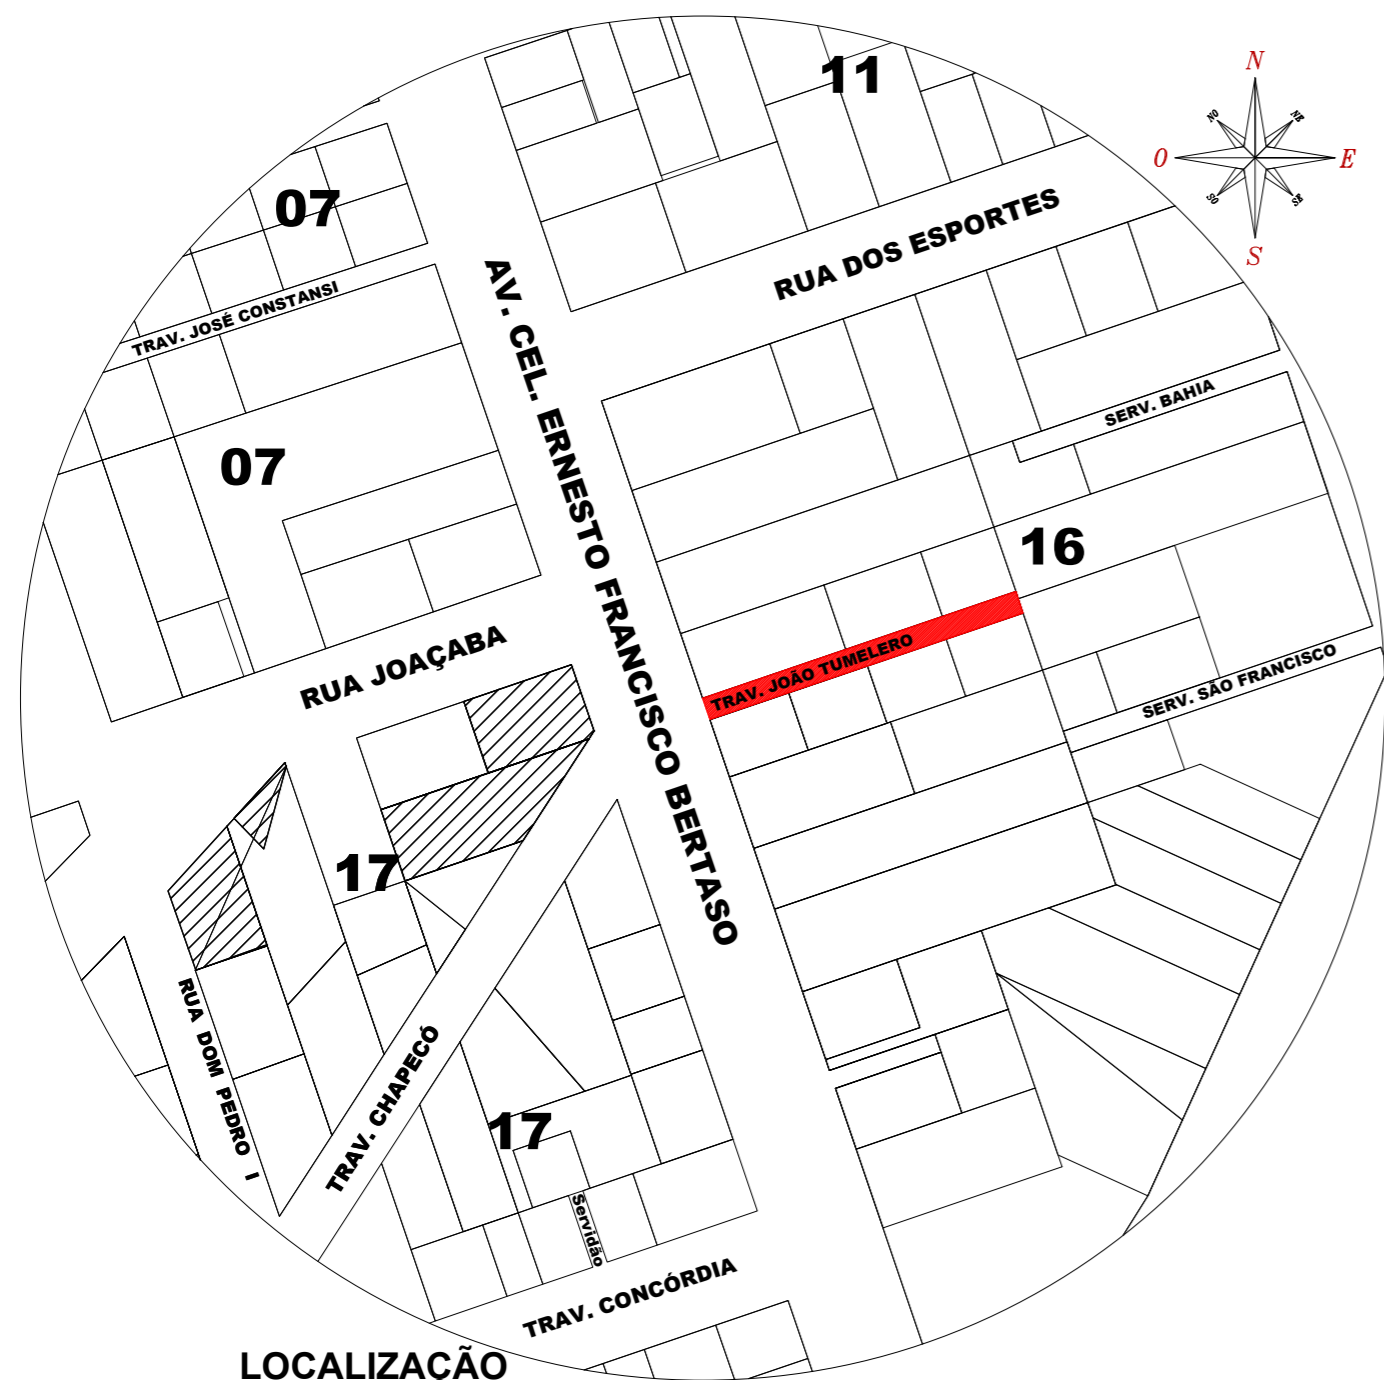 11
N
NO
NE
O
E
SO
SE
S
07
RUA DOS ESPORTES
TRAV. JOSÉ CONSTANSI
AV. CEL. ERNESTO FRANCISCO BERTASO
SERV. BAHIA
07
16
RUA JOAÇABA
TRAV. JOÃO TUMELERO
SERV. SÃO FRANCISCO
17
RUA DOM PEDRO I
TRAV. CHAPECÓ
17
Servidão
TRAV. CONCÓRDIA
LOCALIZAÇÃO